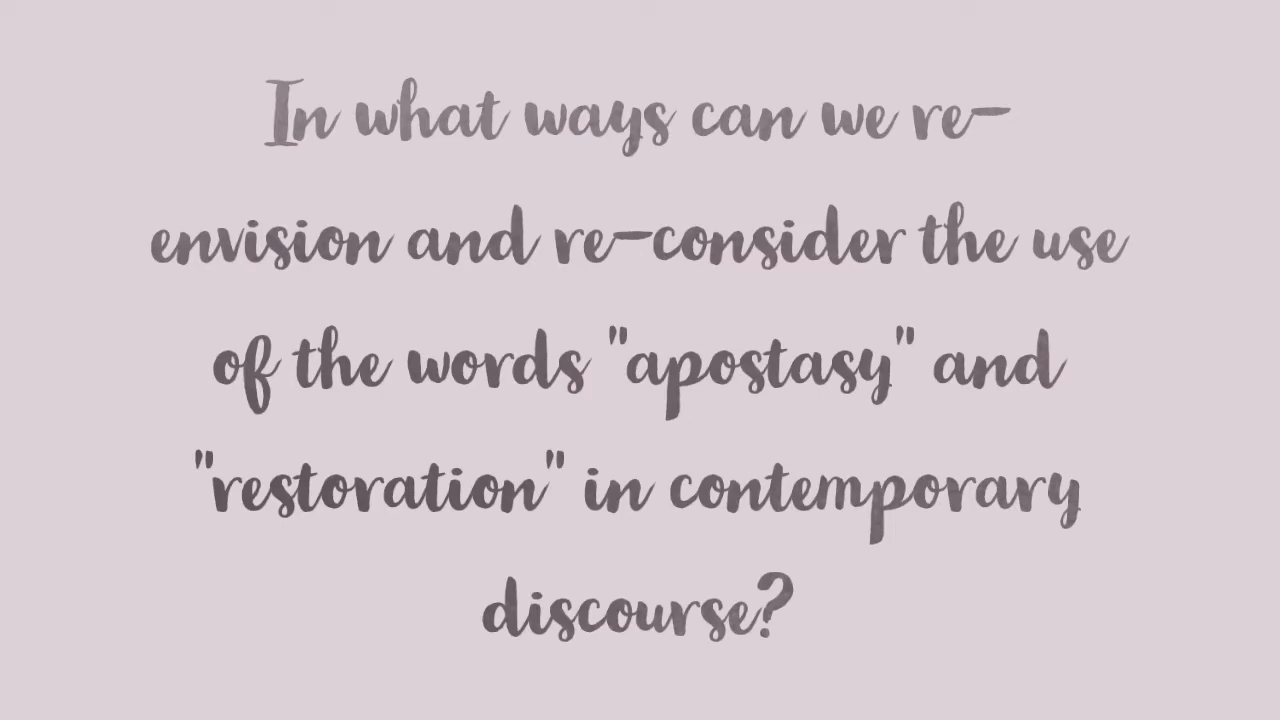 In what ways can we re-
envision and re-consider the use
of the words "apostasy" and
"restoration" in contemporary
discourse?